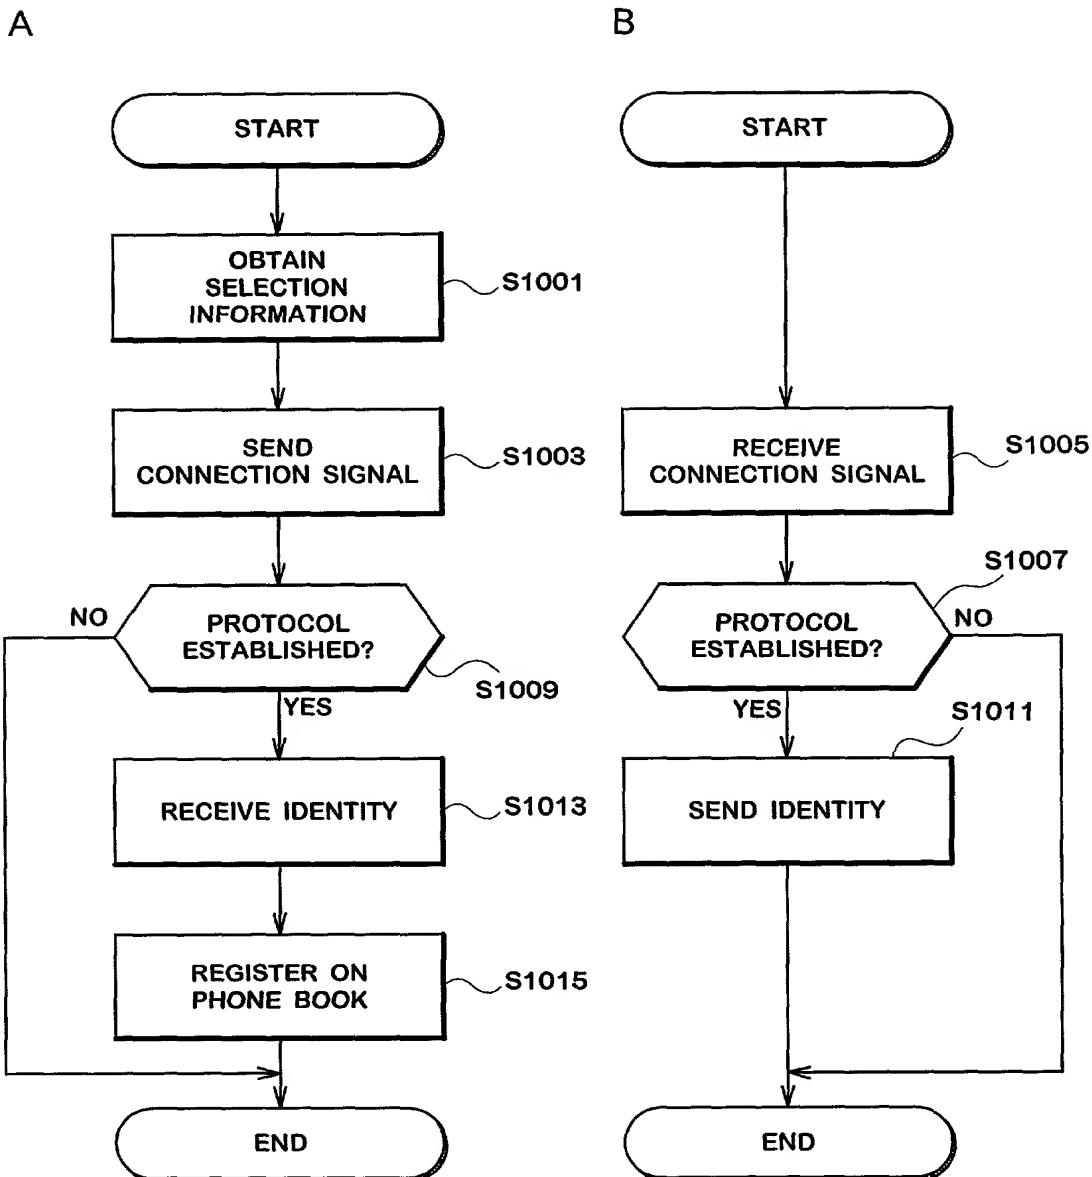 A
START
OBTAIN
SELECTION
INFORMATION
S1001
SEND
CONNECTION SIGNAL
S1003
PROTOCOL
ESTABLISHED?
NO
S1009
YES
RECEIVE IDENTITY
S1013
REGISTER ON
PHONE BOOK
S1015
END
B
START
RECEIVE
CONNECTION SIGNAL
S1005
S1007
PROTOCOL
ESTABLISHED?
NO
YES
S1011
SEND IDENTITY
END